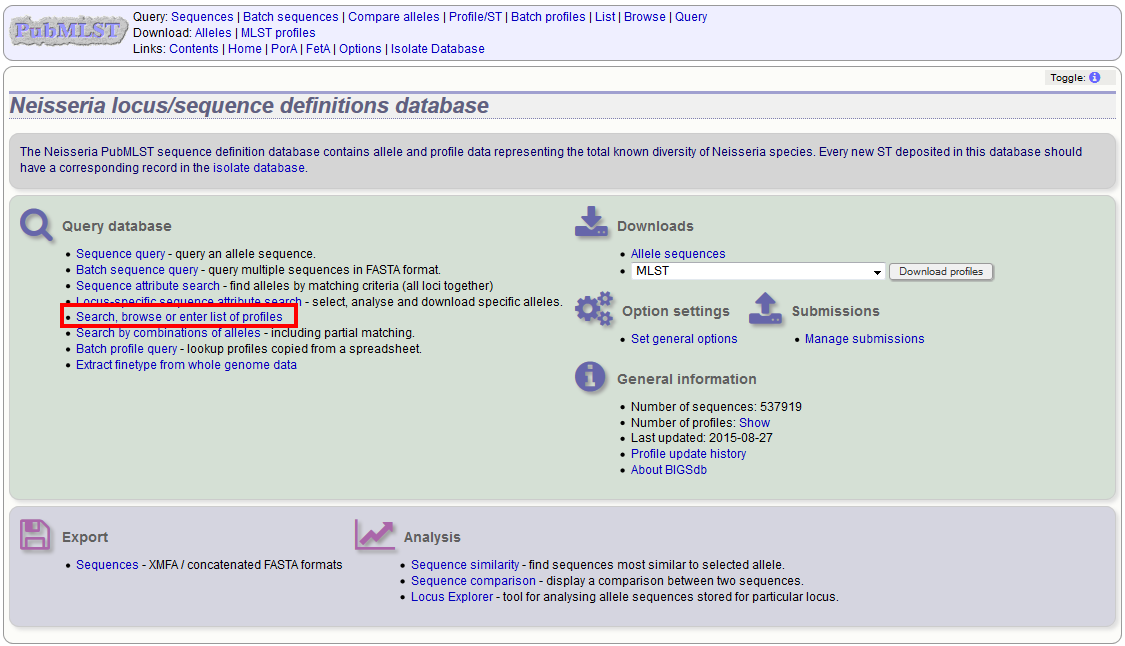 PubMLST
Query: Sequences | Batch sequences | Compare alleles | Profile/ST | Batch profiles | List | Browse | Query
Download: Alleles | MLST profiles
Links: Contents | Home | PorA | FetA | Options | Isolate Database
Toggle: i
Neisseria locus/sequence definitions database
The Neisseria PubMLST sequence definition database contains allele and profile data representing the total known diversity of Neisseria species. Every new ST deposited in this database should
have a corresponding record in the isolate database.
Query database
• Sequence query - query an allele sequence.
• Batch sequence query - query multiple sequences in FASTA format.
• Sequence attribute search - find alleles by matching criteria (all loci together)
• Locus-specific sequence attribute search - select, analyse and download specific alleles.
• Search, browse or enter list of profiles
• Search by combinations of alleles - including partial matching.
• Batch profile query - lookup profiles copied from a spreadsheet.
• Extract finetype from whole genome data
Downloads
• Allele sequences
• MLST Download profiles
Option settings
• Set general options
Submissions
• Manage submissions
General information
• Number of sequences: 537919
• Number of profiles: Show
• Last updated: 2015-08-27
• Profile update history
• About BIGSdb
Export
• Sequences - XMFA / concatenated FASTA formats
Analysis
• Sequence similarity - find sequences most similar to selected allele.
• Sequence comparison - display a comparison between two sequences.
• Locus Explorer - tool for analysing allele sequences stored for particular locus.